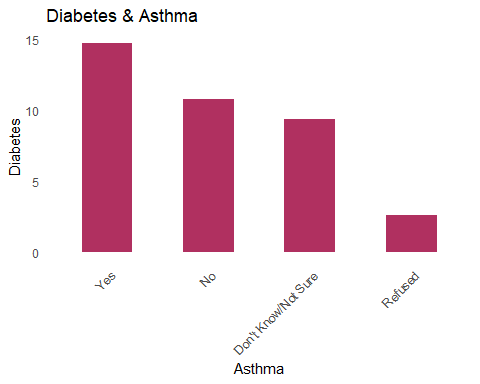 Diabetes & Asthma
Diabetes
15
10
5
0
Yes
No
Don't Know/Not Sure
Refused
Asthma